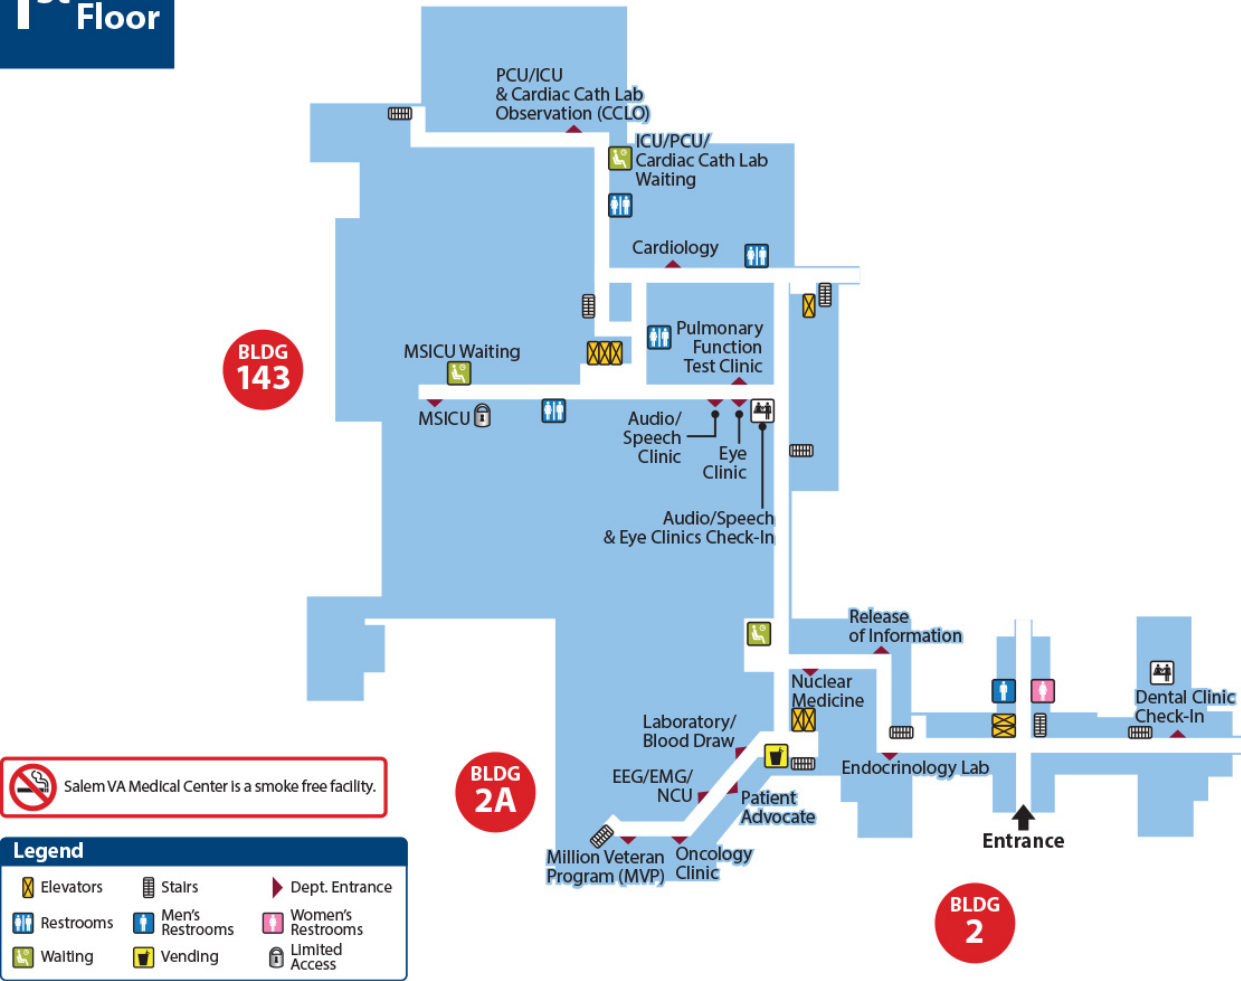 1st
Floor
PCU/ICU
& Cardiac Cath Lab
Observation (CCLO)
ICU/PCU/
Cardiac Cath Lab
Waiting
Cardiology
Pulmonary
Function
Test Clinic
MSICU Waiting
BLDG
143
MSICU
Audio/
Speech
Clinic
Eye
Clinic
Audio/Speech
& Eye Clinics Check-In
Release
of Information
Nuclear
Medicine
Dental Clinic
Check-In
Laboratory/
Blood Draw
Endocrinology Lab
EEG/EMG/
NCU
Patient
Advocate
BLDG
2A
Million Veteran
Program (MVP)
Oncology
Clinic
Entrance
BLDG
2
Salem VA Medical Center is a smoke free facility.
Legend
Elevators
Stairs
Dept. Entrance
Restrooms
Men's
Restrooms
Women's
Restrooms
Waiting
Vending
Limited
Access